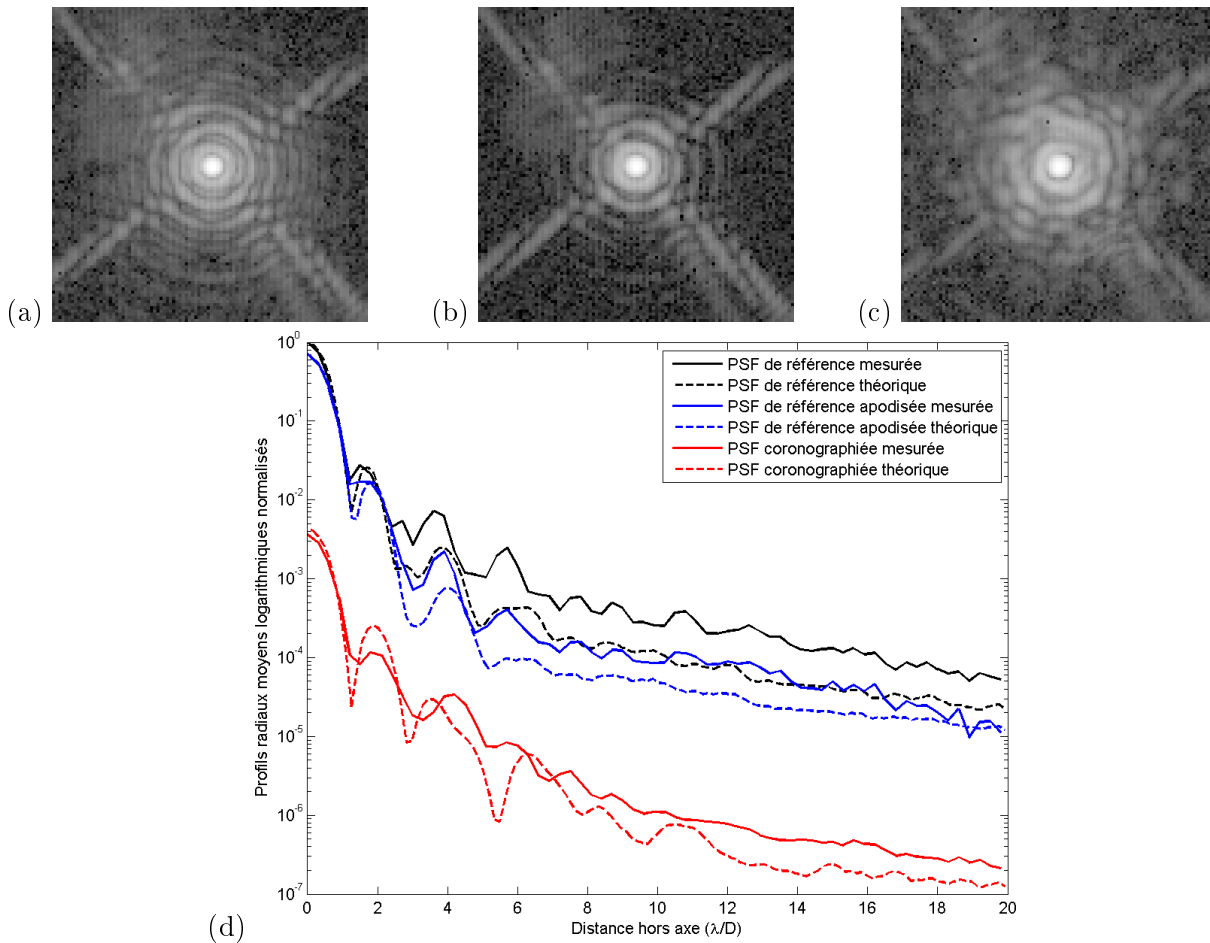 (a)
(b)
(c)
10^0
10^-1
10^-2
10^-3
10^-4
10^-5
10^-6
10^-7
Profils radiaux moyens logarithmiques normalisés
PSF de référence mesurée
PSF de référence théorique
PSF de référence apodisée mesurée
PSF de référence apodisée théorique
PSF coronographiée mesurée
PSF coronographiée théorique
0 2 4 6 8 10 12 14 16 18 20
Distance hors axe (λ/D)
(d)